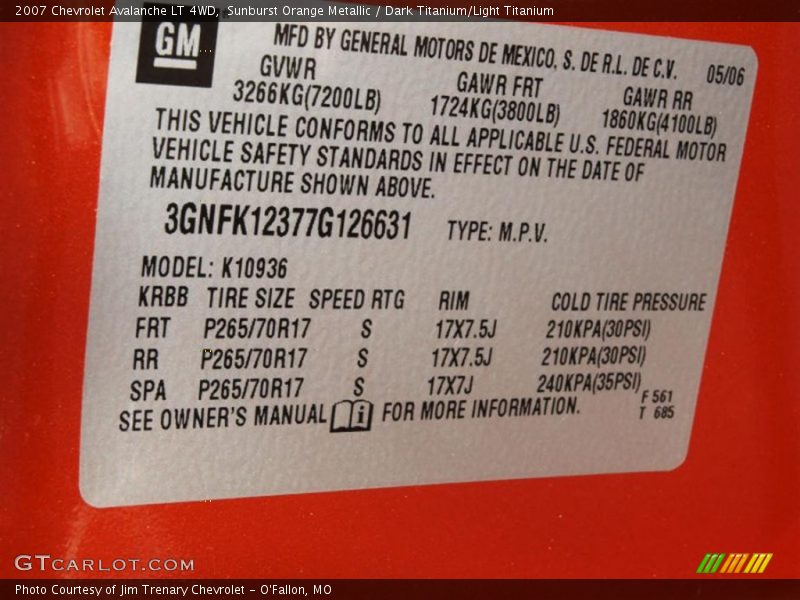 2007 Chevrolet Avalanche LT 4WD,  Sunburst Orange Metallic / Dark Titanium/Light Titanium
GM
MFD BY GENERAL MOTORS DE MEXICO, S. DE R.L. DE C.V. 05/06
GVWR GAWR FRT GAWR RR
3266KG(7200LB) 1724KG(3800LB) 1860KG(4100LB)
THIS VEHICLE CONFORMS TO ALL APPLICABLE U.S. FEDERAL MOTOR
VEHICLE SAFETY STANDARDS IN EFFECT ON THE DATE OF
MANUFACTURE SHOWN ABOVE.
3GNFK12377G126631 TYPE: M.P.V.
MODEL: K10936
KRBB TIRE SIZE SPEED RTG RIM COLD TIRE PRESSURE
FRT P265/70R17 S 17X7.5J 210KPA(30PSI)
RR P265/70R17 S 17X7.5J 210KPA(30PSI)
SPA P265/70R17 S 17X7J 240KPA(35PSI)
SEE OWNER'S MANUAL i FOR MORE INFORMATION. F 561
T 685
GTCARLOT.COM
Photo Courtesy of Jim Trenary Chevrolet - O'Fallon, MO